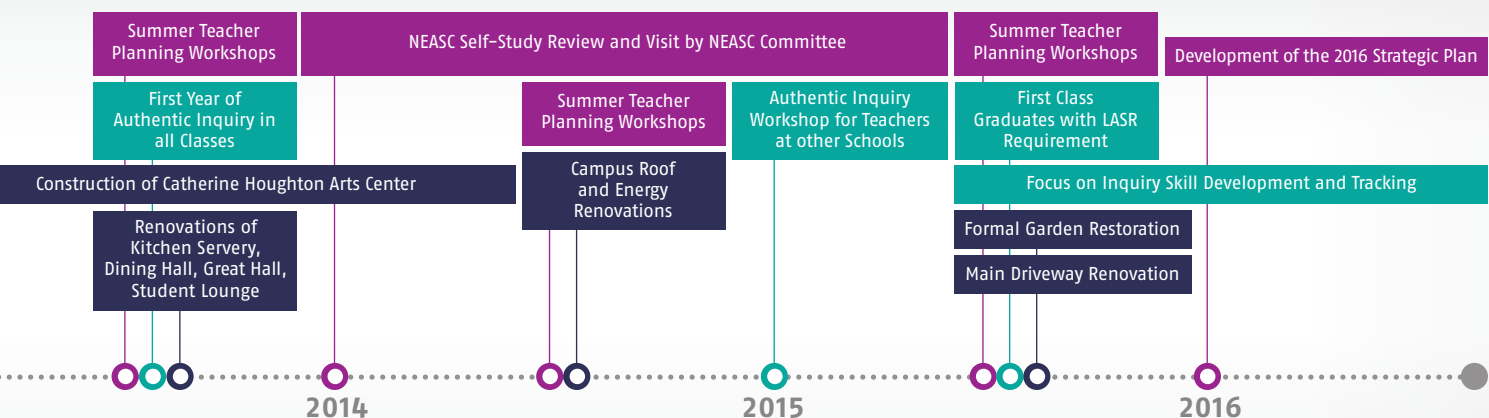 Summer Teacher
Planning Workshops
NEASC Self-Study Review and Visit by NEASC Committee
Summer Teacher
Planning Workshops
Development of the 2016 Strategic Plan
First Year of
Authentic Inquiry in
all Classes
Summer Teacher
Planning Workshops
Authentic Inquiry
Workshop for Teachers
at other Schools
First Class
Graduates with LASR
Requirement
Construction of Catherine Houghton Arts Center
Campus Roof
and Energy
Renovations
Focus on Inquiry Skill Development and Tracking
Renovations of
Kitchen Servery,
Dining Hall, Great Hall,
Student Lounge
Formal Garden Restoration
Main Driveway Renovation
2014
2015
2016